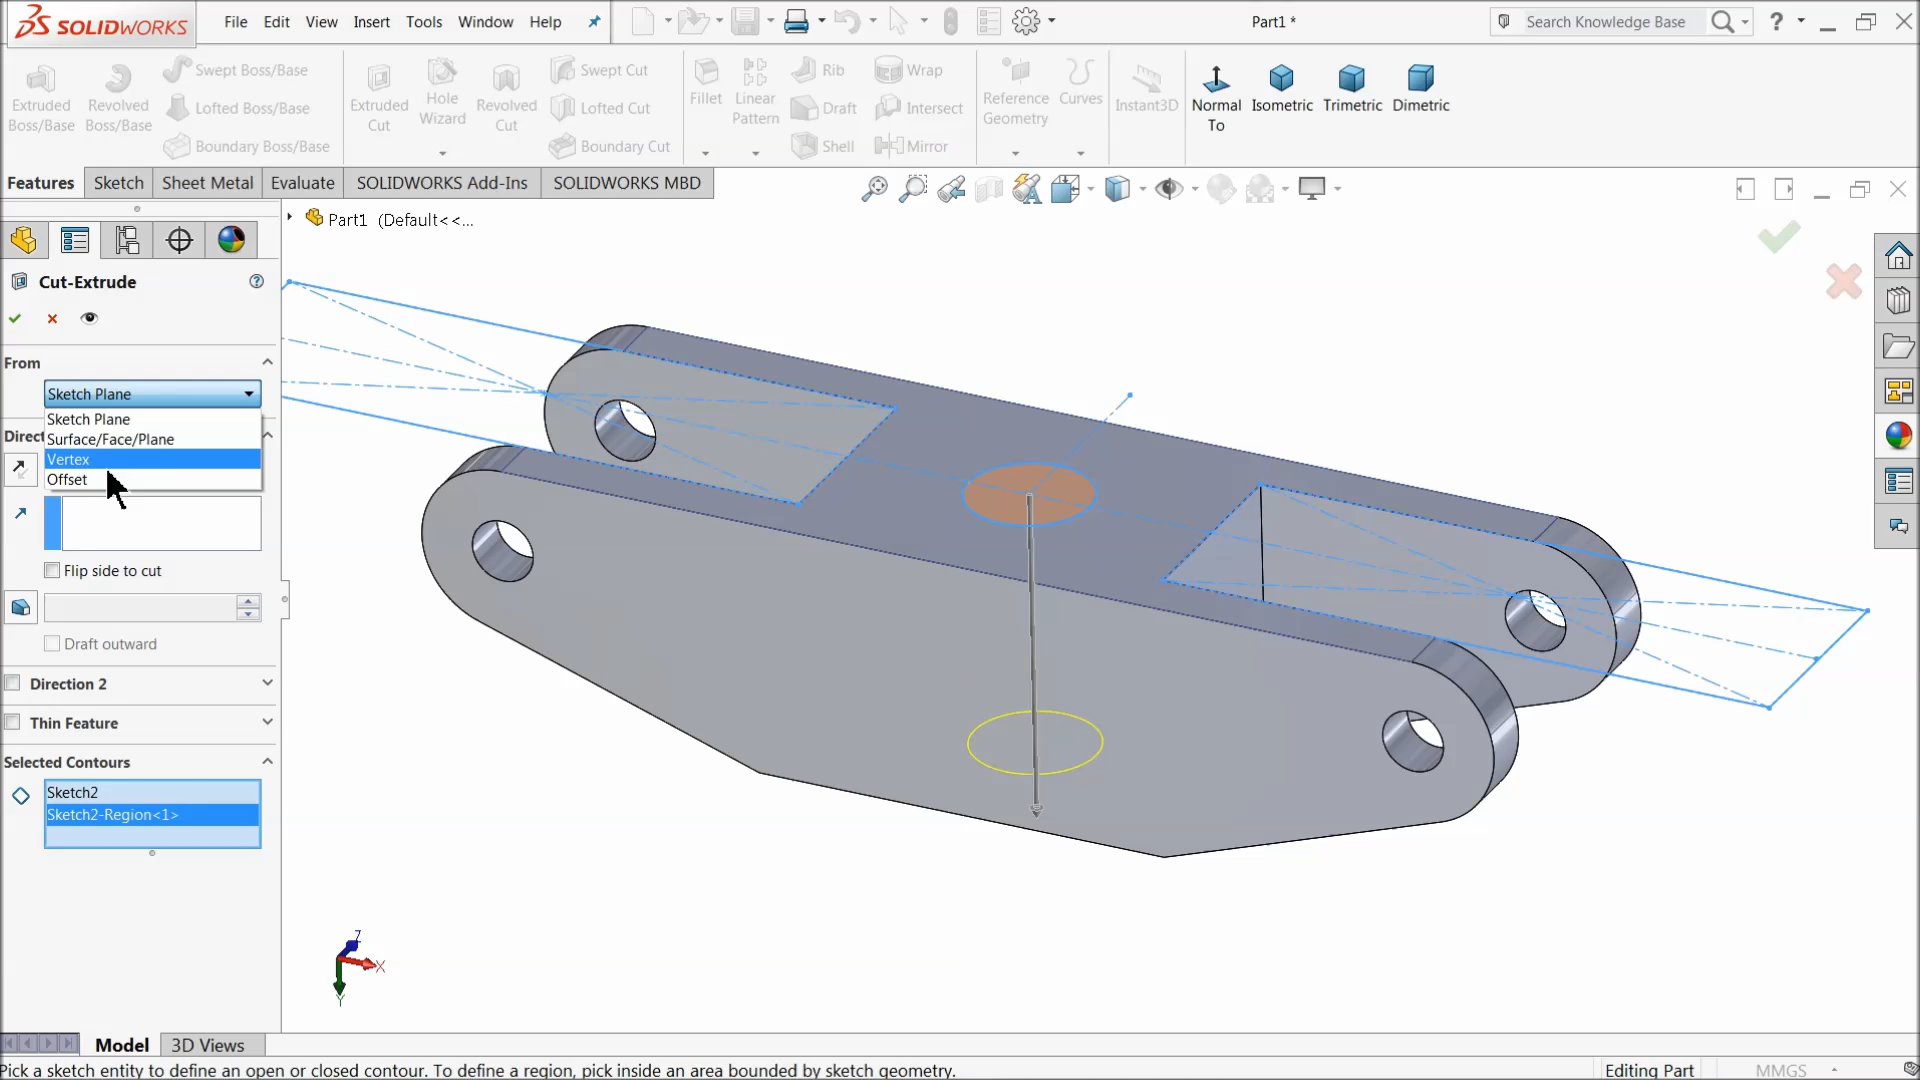 SOLIDWORKS File Edit View Insert Tools Window Help Part1 * Search Knowledge Base ?
Extruded Boss/Base
Revolved Boss/Base
Swept Boss/Base
Lofted Boss/Base
Boundary Boss/Base
Extruded Cut
Hole Wizard
Revolved Cut
Swept Cut
Lofted Cut
Boundary Cut
Fillet
Linear Pattern
Rib
Draft
Shell
Wrap
Intersect
Mirror
Reference Geometry
Curves
Instant3D
Normal To
Isometric
Trimetric
Dimetric
Features Sketch Sheet Metal Evaluate SOLIDWORKS Add-Ins SOLIDWORKS MBD
Part1 (Default<<...
Cut-Extrude
From
Sketch Plane
Sketch Plane
Direct
Surface/Face/Plane
Vertex
Offset
Flip side to cut
Draft outward
Direction 2
Thin Feature
Selected Contours
Sketch2
Sketch2-Region<1>
Z
X
Y
Model 3D Views
Pick a sketch entity to define an open or closed contour. To define a region, pick inside an area bounded by sketch geometry. Editing Part MMGS